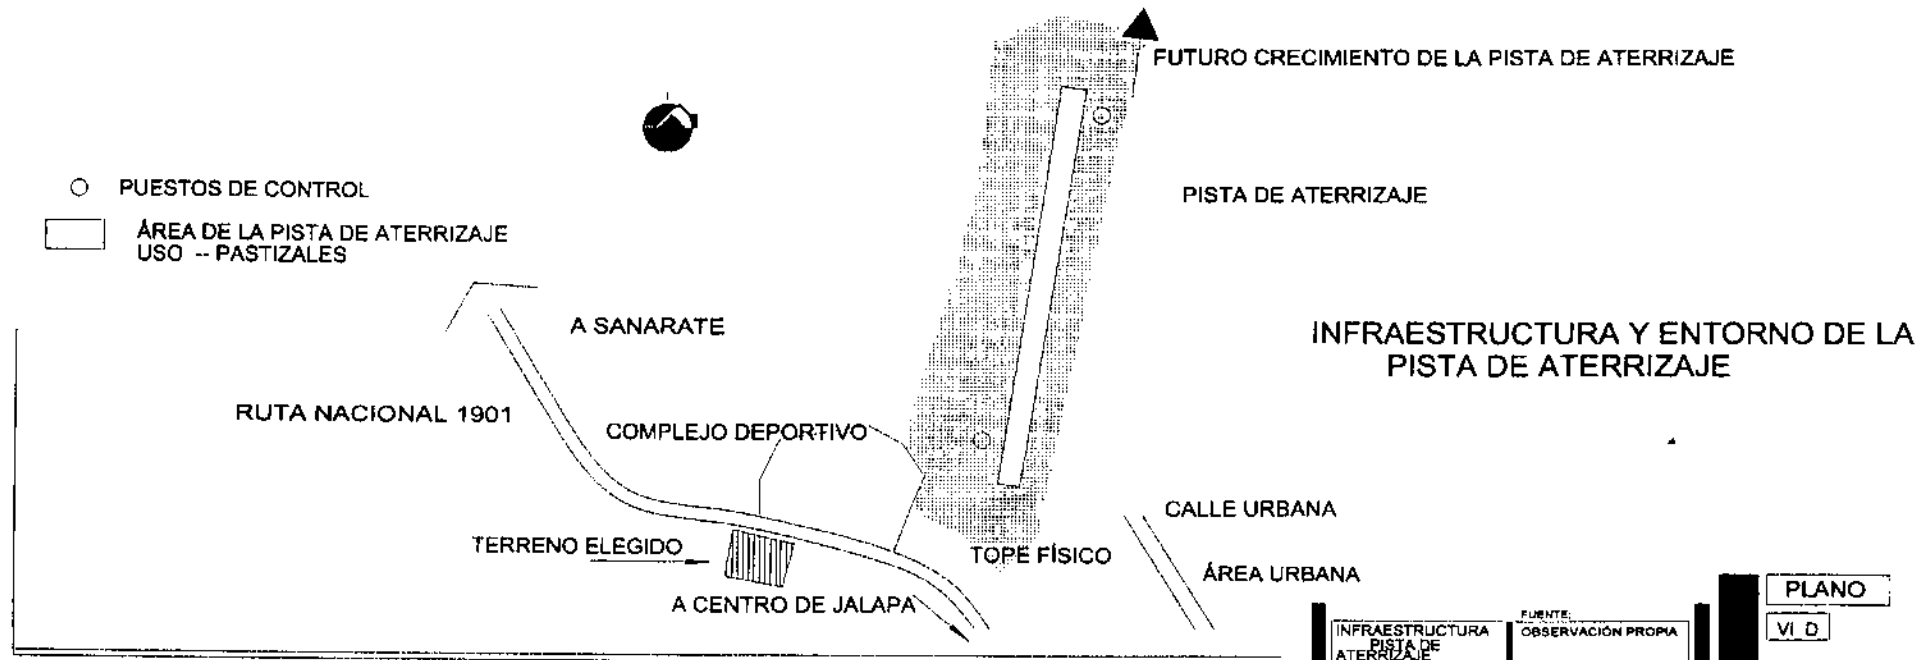 FUTURO CRECIMIENTO DE LA PISTA DE ATERRIZAJE
PUESTOS DE CONTROL
PISTA DE ATERRIZAJE
ÁREA DE LA PISTA DE ATERRIZAJE
USO -- PASTIZALES
A SANARATE
INFRAESTRUCTURA Y ENTORNO DE LA
PISTA DE ATERRIZAJE
RUTA NACIONAL 1901
COMPLEJO DEPORTIVO
CALLE URBANA
TERRENO ELEGIDO
TOPE FÍSICO
ÁREA URBANA
A CENTRO DE JALAPA
PLANO
VI D
INFRAESTRUCTURA
PISTA DE
ATERRIZAJE
FUENTE:
OBSERVACIÓN PROPIA